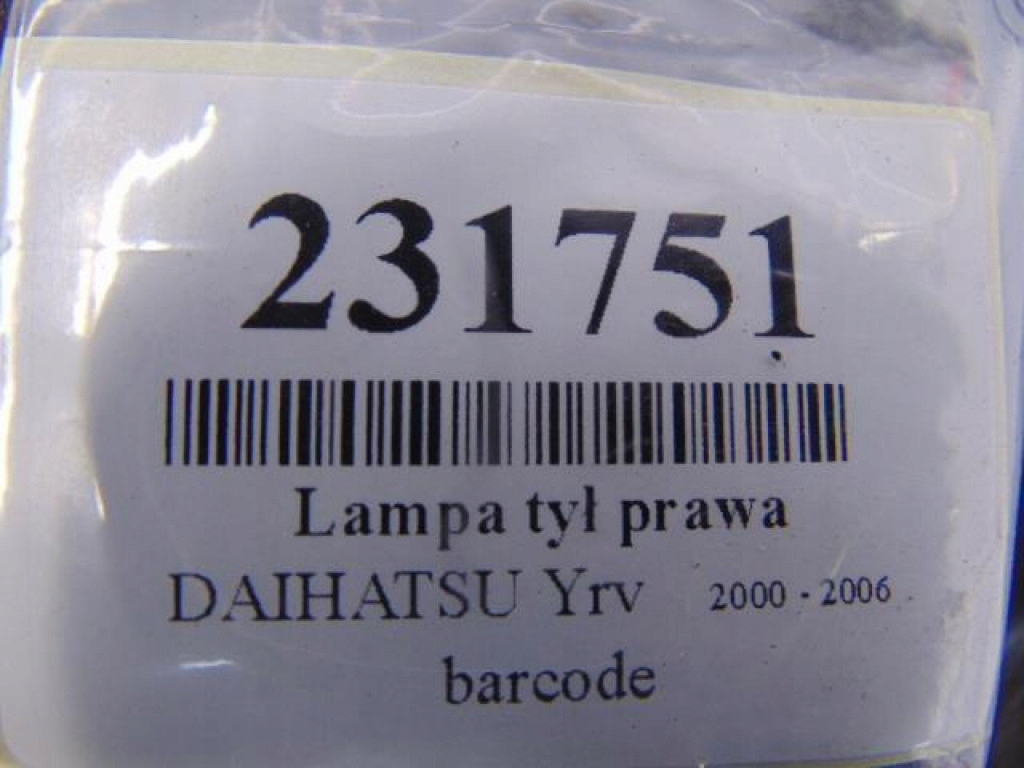 231751
Lampa tył prawa
DAIHATSU Yrv 2000 - 2006
barcode